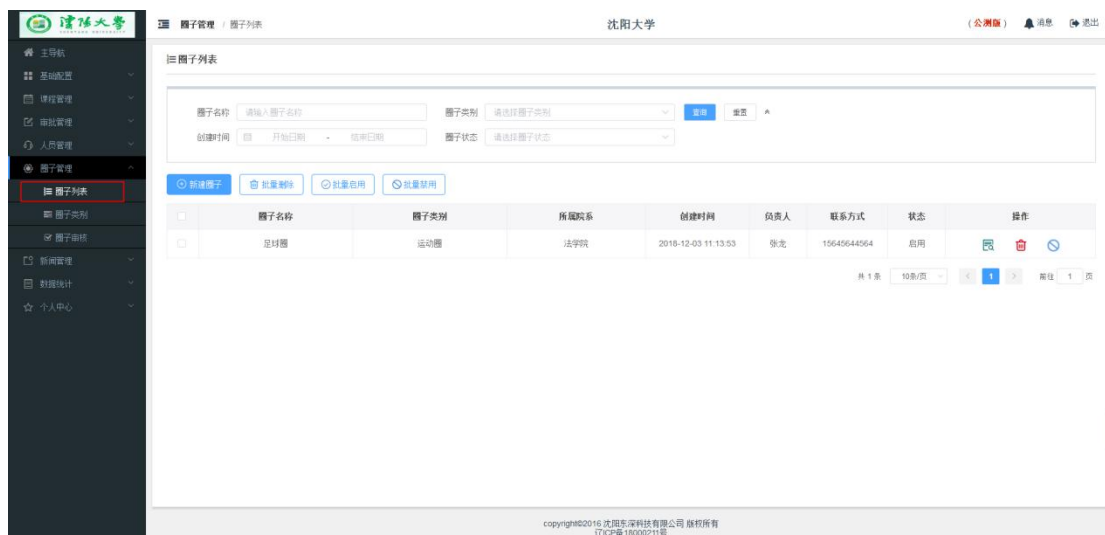 沈阳大学
SHENYANG UNIVERSITY
圈子管理 / 圈子列表
沈阳大学
(公测版)
消息
退出
主导航
基础配置
课程管理
审批管理
人员管理
圈子管理
圈子列表
圈子类别
圈子审核
新闻管理
数据统计
个人中心
圈子列表
圈子名称 请输入圈子名称 圈子类别 请选择圈子类别 查询 重置
创建时间 开始日期 - 结束日期 圈子状态 请选择圈子状态
新建圈子 批量删除 批量启用 批量禁用
圈子名称 圈子类别 所属院系 创建时间 负责人 联系方式 状态 操作
足球圈 运动圈 法学院 2018-12-03 11:13:53 张龙 15645644564 启用
共 1 条 10条/页 < 1 > 前往 1 页
copyright©2016 沈阳东深科技有限公司 版权所有
辽ICP备18000211号